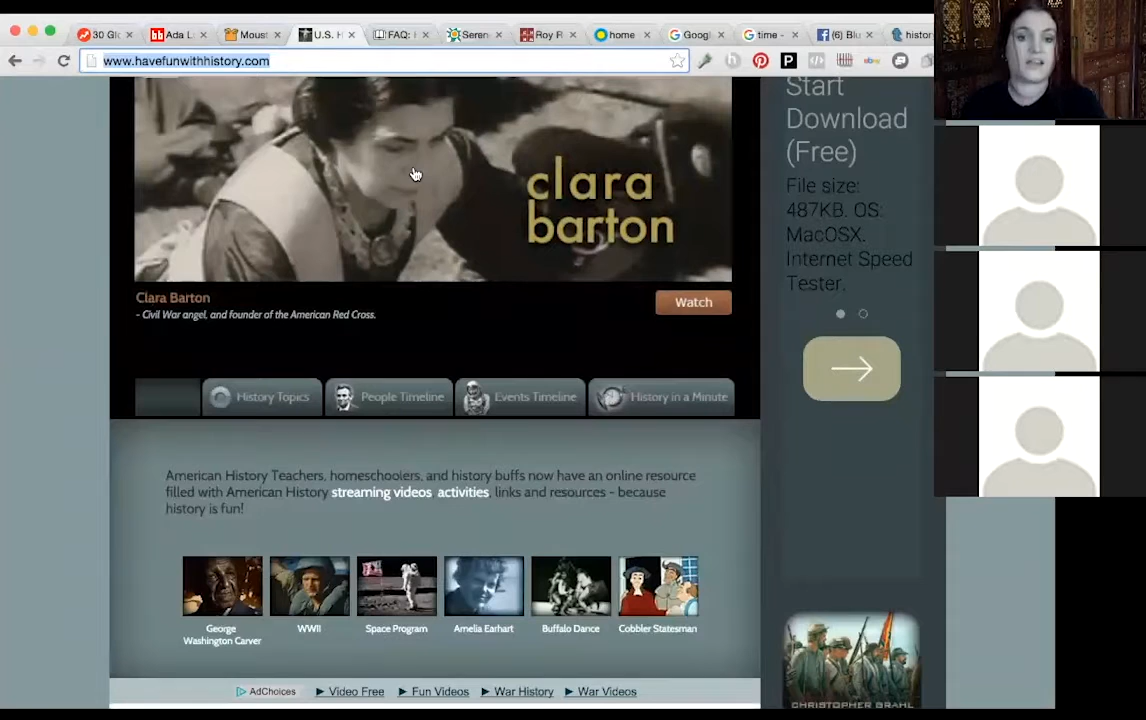 30 Glo
Ada L
Moust
U.S. H
FAQ: H
Seren
Roy R
home
Goog
time -
(6) Blu
histor
www.havefunwithhistory.com
clara
barton
Clara Barton
- Civil War angel, and founder of the American Red Cross.
Watch
History Topics
People Timeline
Events Timeline
History in a Minute
American History Teachers, homeschoolers, and history buffs now have an online resource
filled with American History streaming videos activities, links and resources - because
history is fun!
George
Washington Carver
WWII
Space Program
Amelia Earhart
Buffalo Dance
Cobbler Statesman
AdChoices
Video Free
Fun Videos
War History
War Videos
Start
Download
(Free)
File size:
487KB. OS:
MacOSX.
Internet Speed
Tester.
CHRISTOPHER GRAHL